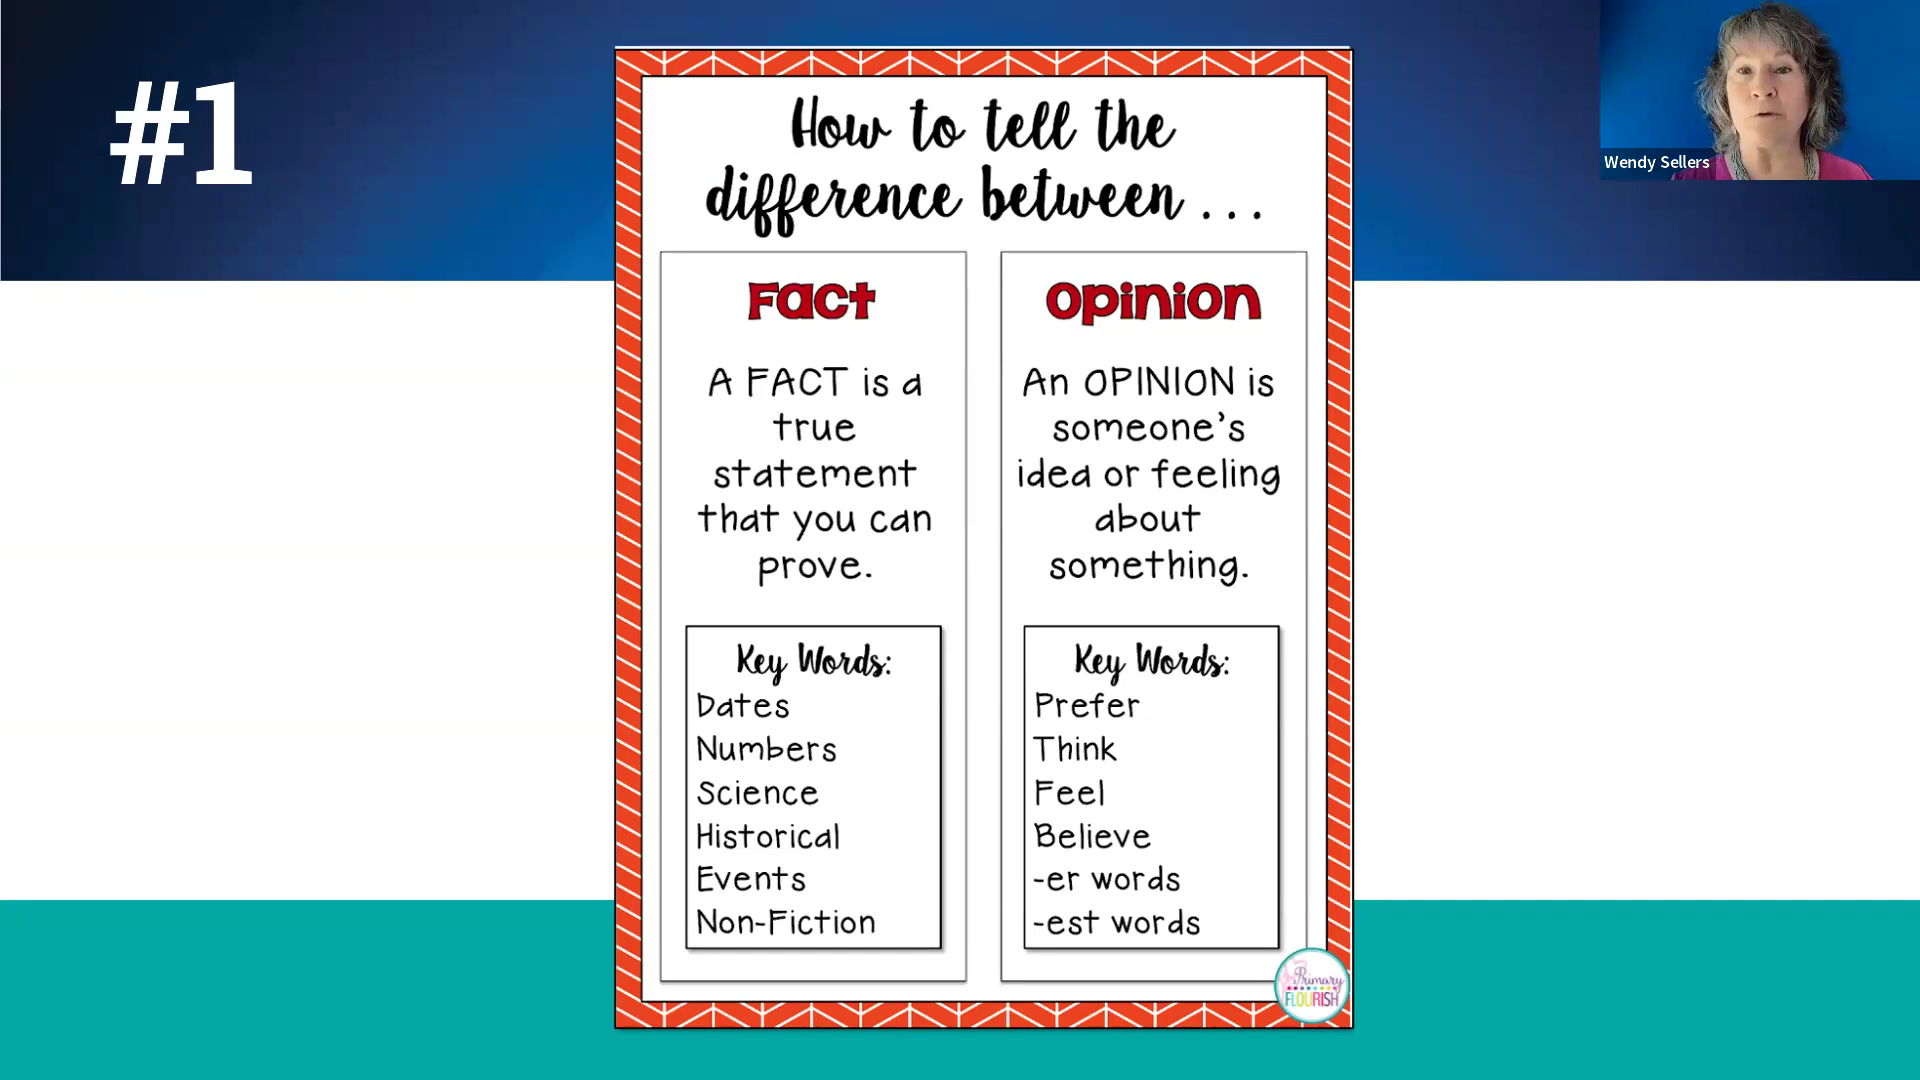 #1
How to tell the
difference between ...
Fact
A FACT is a
true
statement
that you can
prove.
Key Words:
Dates
Numbers
Science
Historical
Events
Non-Fiction
Opinion
An OPINION is
someone's
idea or feeling
about
something.
Key Words:
Prefer
Think
Feel
Believe
-er words
-est words
Primary
FLOURISH
Wendy Sellers